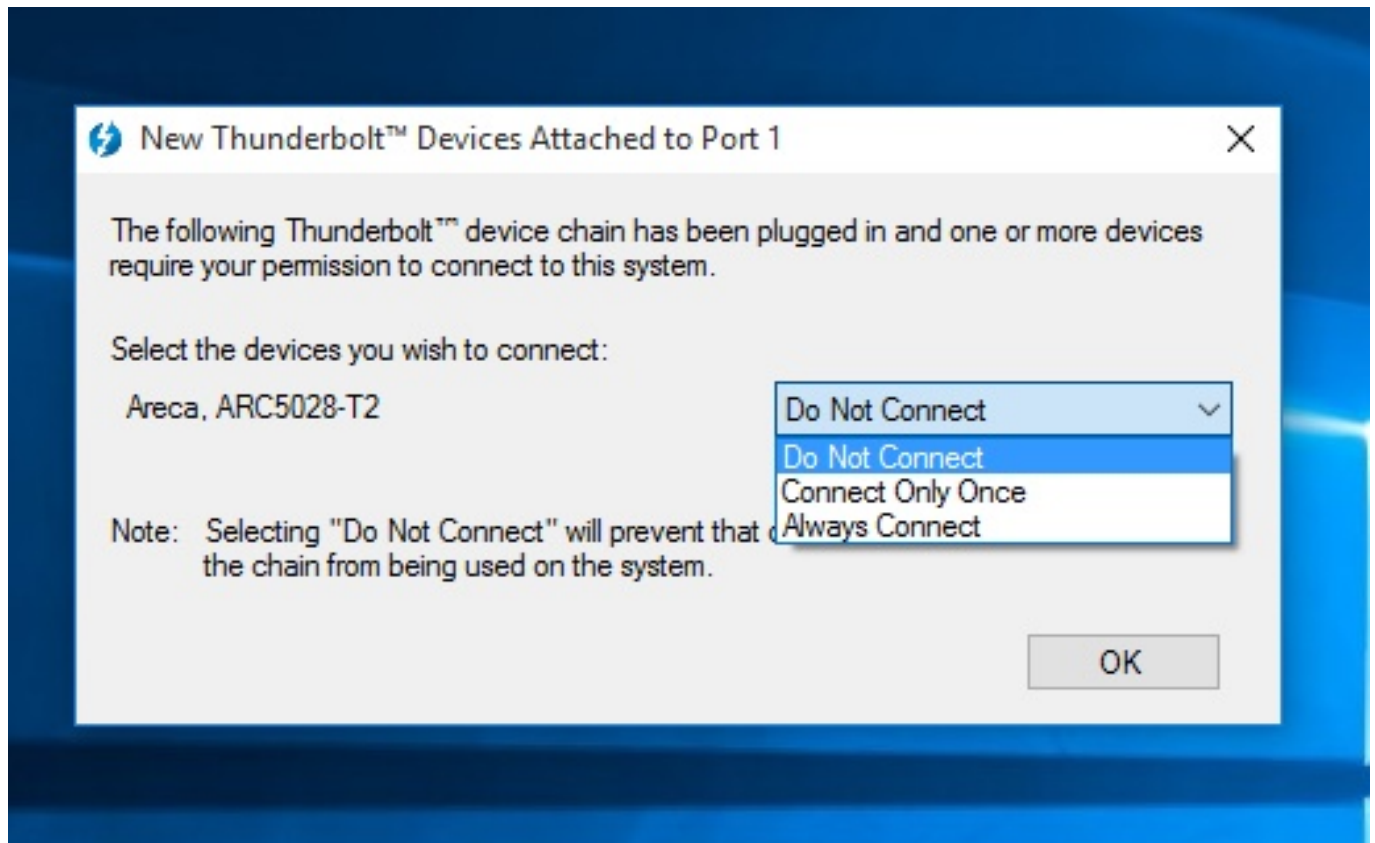 New Thunderbolt™ Devices Attached to Port 1
The following Thunderbolt™ device chain has been plugged in and one or more devices
require your permission to connect to this system.
Select the devices you wish to connect:
Areca, ARC5028-T2
Do Not Connect
Do Not Connect
Connect Only Once
Always Connect
Note: Selecting "Do Not Connect" will prevent that
the chain from being used on the system.
OK